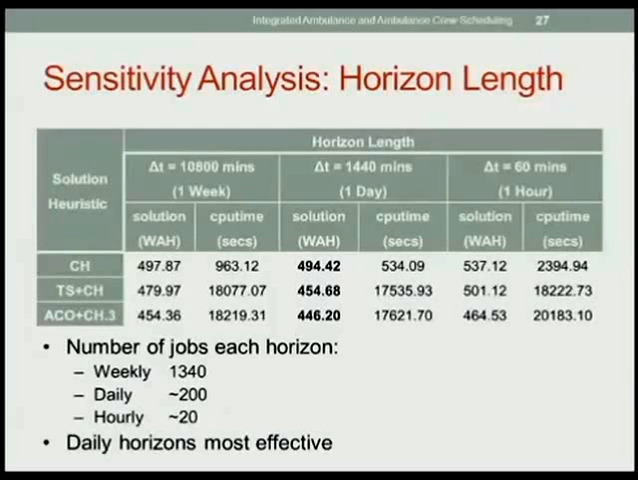 Integrated Ambulance and Ambulance Crew Scheduling 27
Sensitivity Analysis: Horizon Length
Solution Heuristic
Horizon Length
Δt = 10800 mins (1 Week) Δt = 1440 mins (1 Day) Δt = 60 mins (1 Hour)
solution (WAH) cputime (secs) solution (WAH) cputime (secs) solution (WAH) cputime (secs)
CH 497.87 963.12 494.42 534.09 537.12 2394.94
TS+CH 479.97 18077.07 454.68 17535.93 501.12 18222.73
ACO+CH.3 454.36 18219.31 446.20 17621.70 464.53 20183.10
• Number of jobs each horizon:
– Weekly 1340
– Daily ~200
– Hourly ~20
• Daily horizons most effective